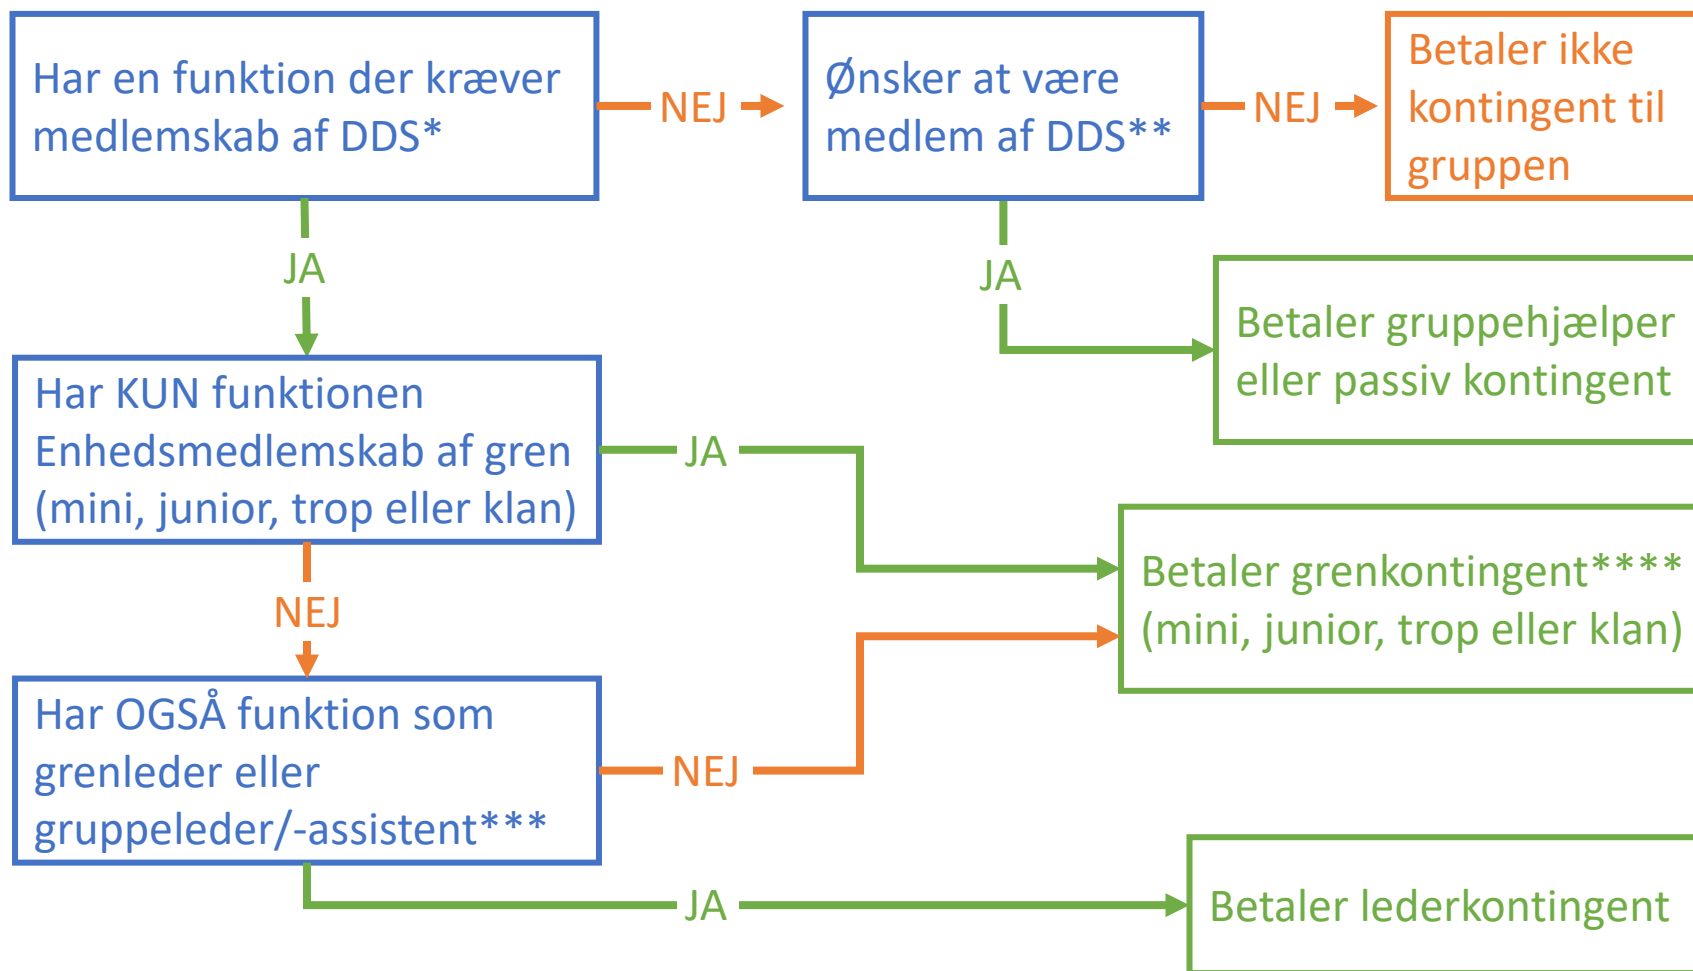 Har en funktion der kræver
medlemskab af DDS*
NEJ
Ønsker at være
medlem af DDS**
NEJ
Betaler ikke
kontingent til
gruppen
JA
JA
Betaler gruppehjælper
eller passiv kontingent
Har KUN funktionen
Enhedsmedlemskab af gren
(mini, junior, trop eller klan)
JA
Betaler grenkontingent****
(mini, junior, trop eller klan)
NEJ
Har OGSÅ funktion som
grenleder eller
gruppeleder/-assistent***
NEJ
JA
Betaler lederkontingent